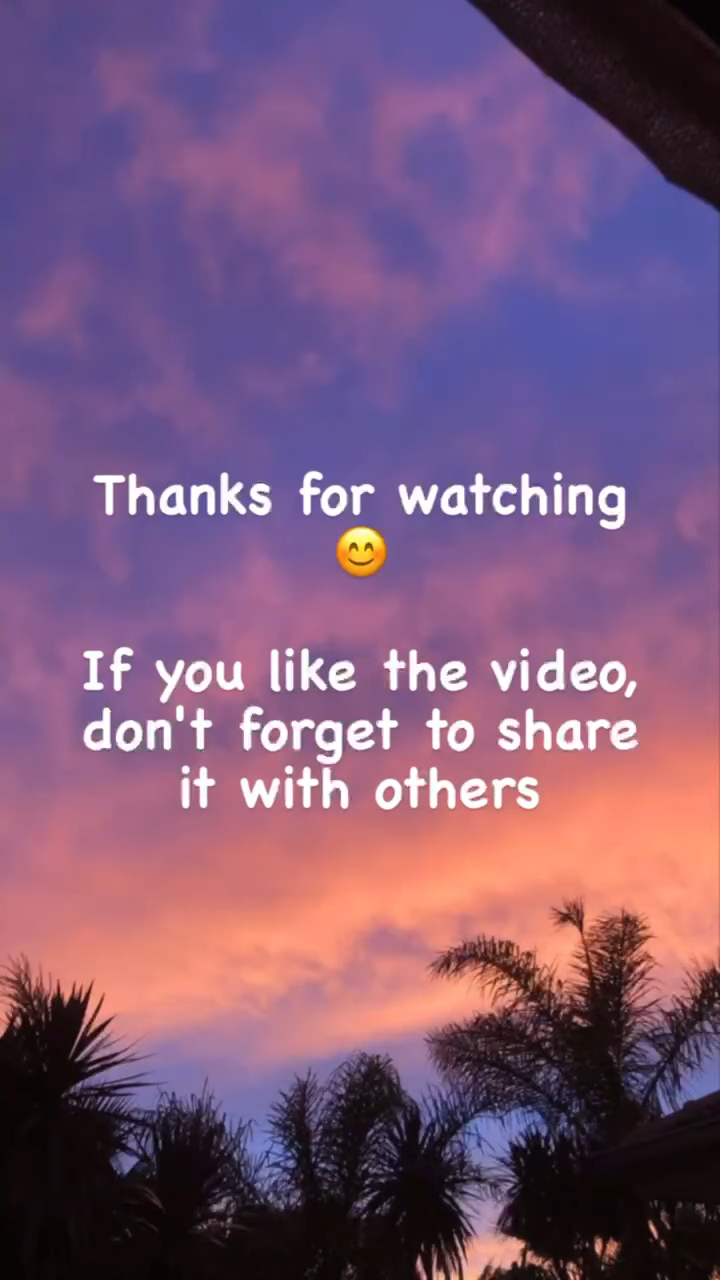 Thanks for watching
😊
If you like the video,
don't forget to share
it with others